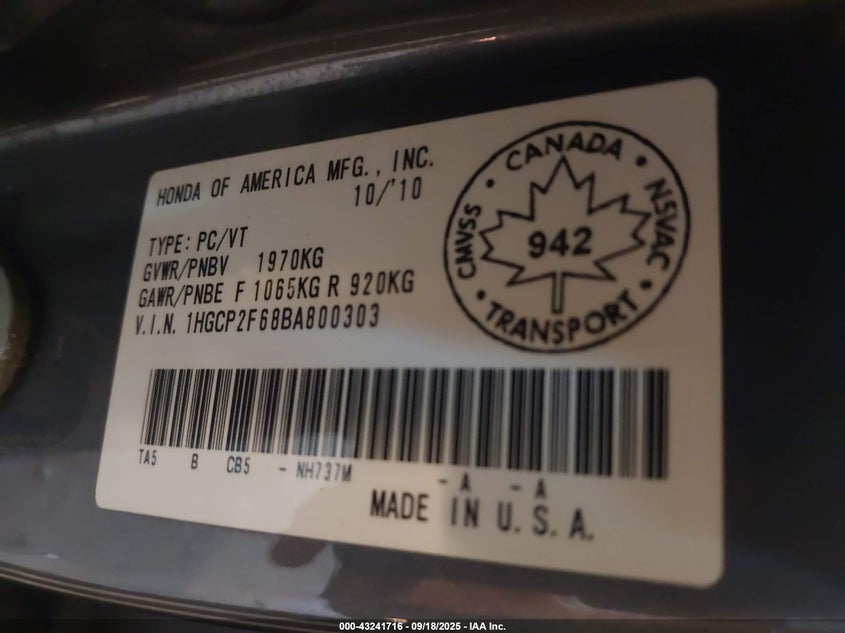 HONDA OF AMERICA MFG., INC.
10/'10
TYPE: PC/VT
GVWR/PNBV 1970KG
GAWR/PNBE F 1065KG R 920KG
V.I.N. 1HGCP2F68BA800303
CANADA • NSVAC • TRANSPORT • CMVSS •
942
TA5 B CB5 - NH737M - A - A
MADE IN U.S.A.
000-43241716 - 09/18/2025 - IAA Inc.